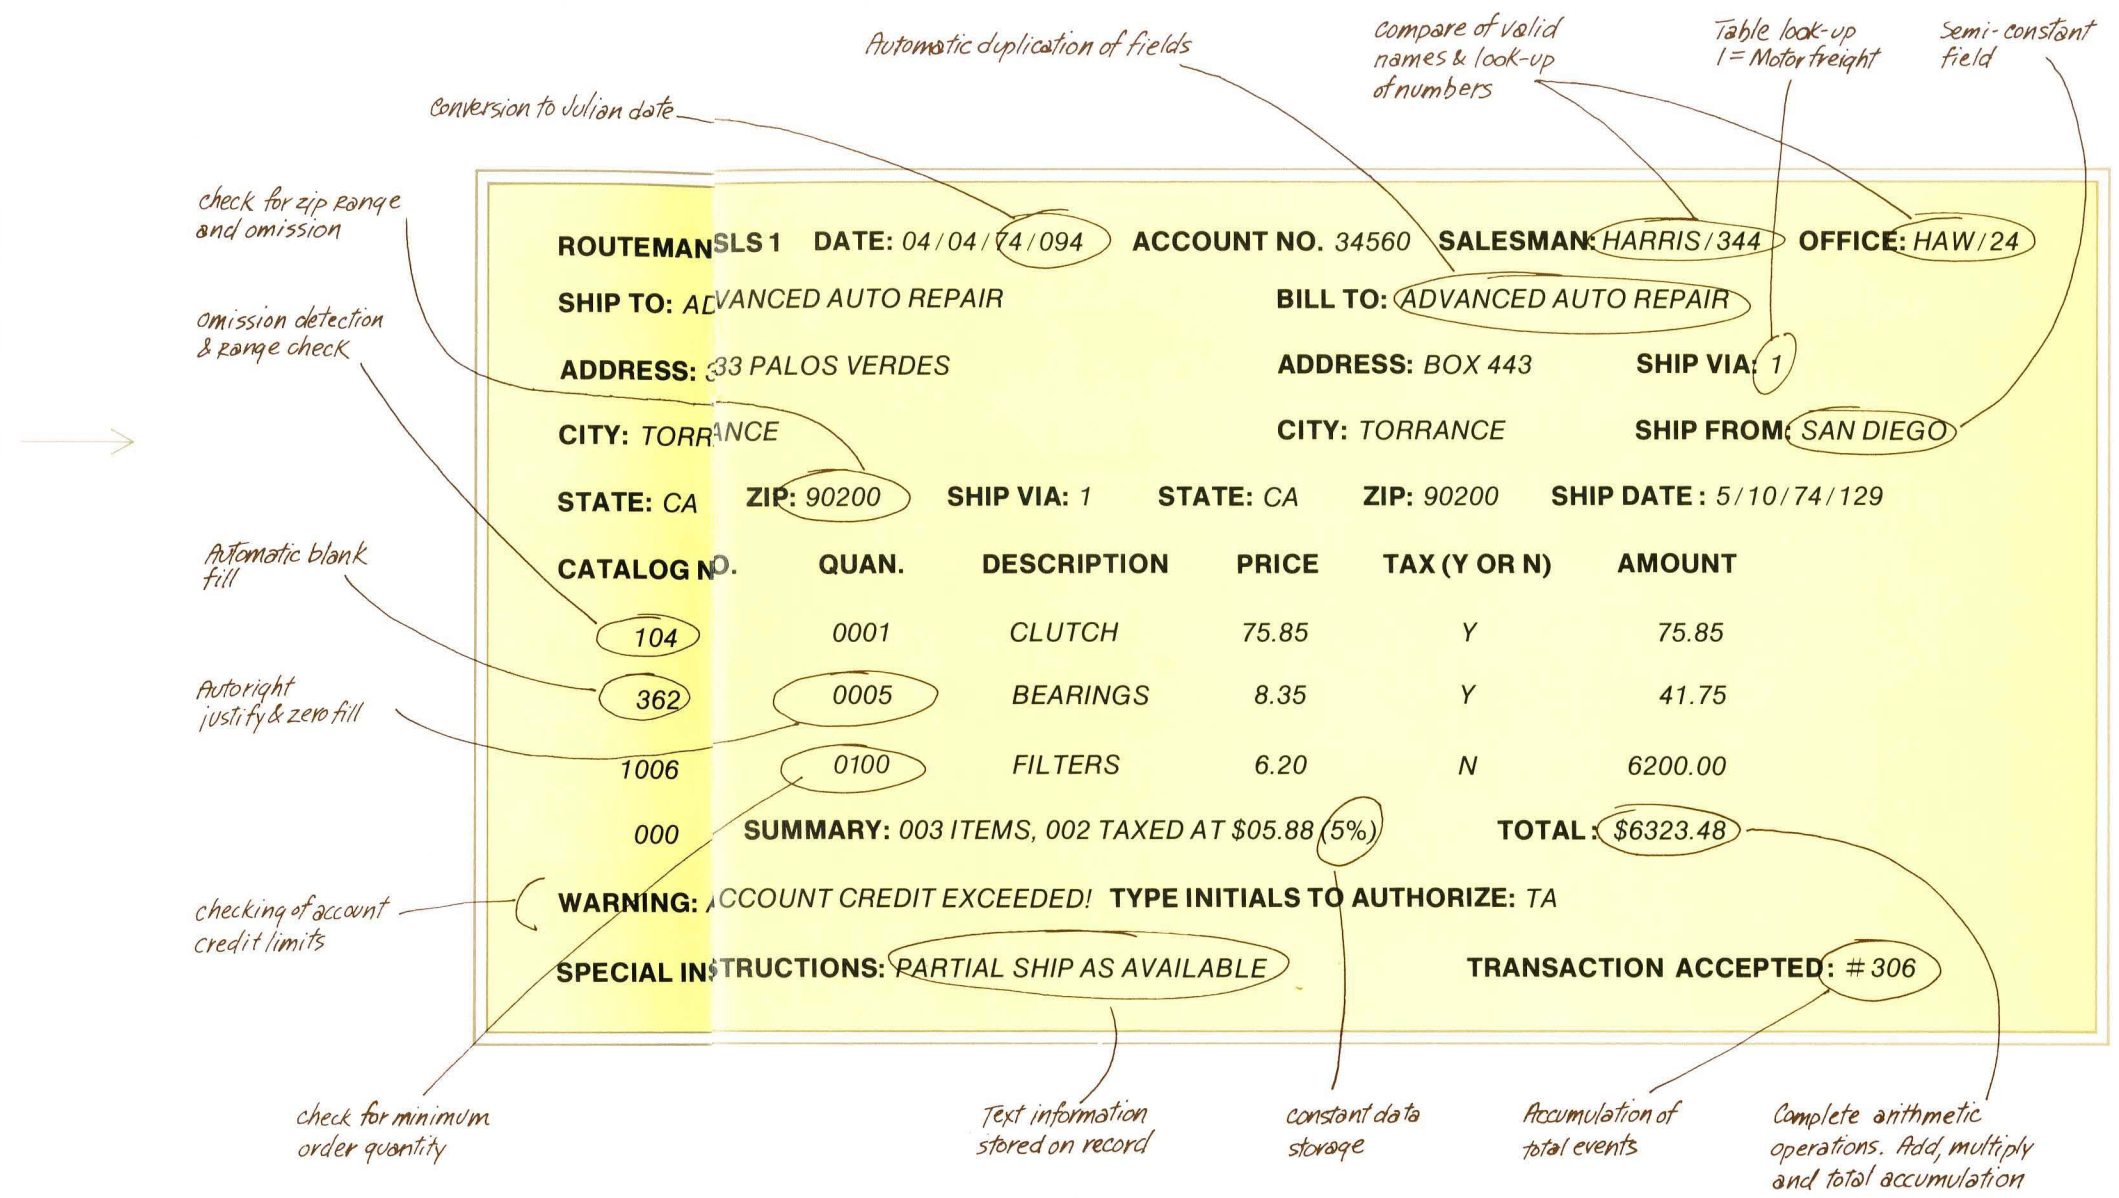 Automatic duplication of fields
Compare of valid
names & look-up
of numbers
Table look-up
1 = Motor freight
Semi-constant
field
Conversion to Julian date
check for zip Range
and omission
Omission detection
& Range check
Automatic blank
fill
Auto right
justify & zero fill
checking of account
credit limits
ROUTEMAN SLS 1 DATE: 04/04/74/094 ACCOUNT NO. 34560 SALESMAN: HARRIS/344 OFFICE: HAW/24
SHIP TO: ADVANCED AUTO REPAIR BILL TO: ADVANCED AUTO REPAIR
ADDRESS: 333 PALOS VERDES ADDRESS: BOX 443 SHIP VIA: 1
CITY: TORRANCE CITY: TORRANCE SHIP FROM: SAN DIEGO
STATE: CA ZIP: 90200 SHIP VIA: 1 STATE: CA ZIP: 90200 SHIP DATE: 5/10/74/129
CATALOG NO. QUAN. DESCRIPTION PRICE TAX (Y OR N) AMOUNT
104 0001 CLUTCH 75.85 Y 75.85
362 0005 BEARINGS 8.35 Y 41.75
1006 0100 FILTERS 6.20 N 6200.00
000 SUMMARY: 003 ITEMS, 002 TAXED AT $05.88 (5%) TOTAL: $6323.48
WARNING: ACCOUNT CREDIT EXCEEDED! TYPE INITIALS TO AUTHORIZE: TA
SPECIAL INSTRUCTIONS: PARTIAL SHIP AS AVAILABLE TRANSACTION ACCEPTED: #306
check for minimum
order quantity
Text information
stored on record
constant data
storage
Accumulation of
total events
Complete arithmetic
operations. Add, multiply
and total accumulation